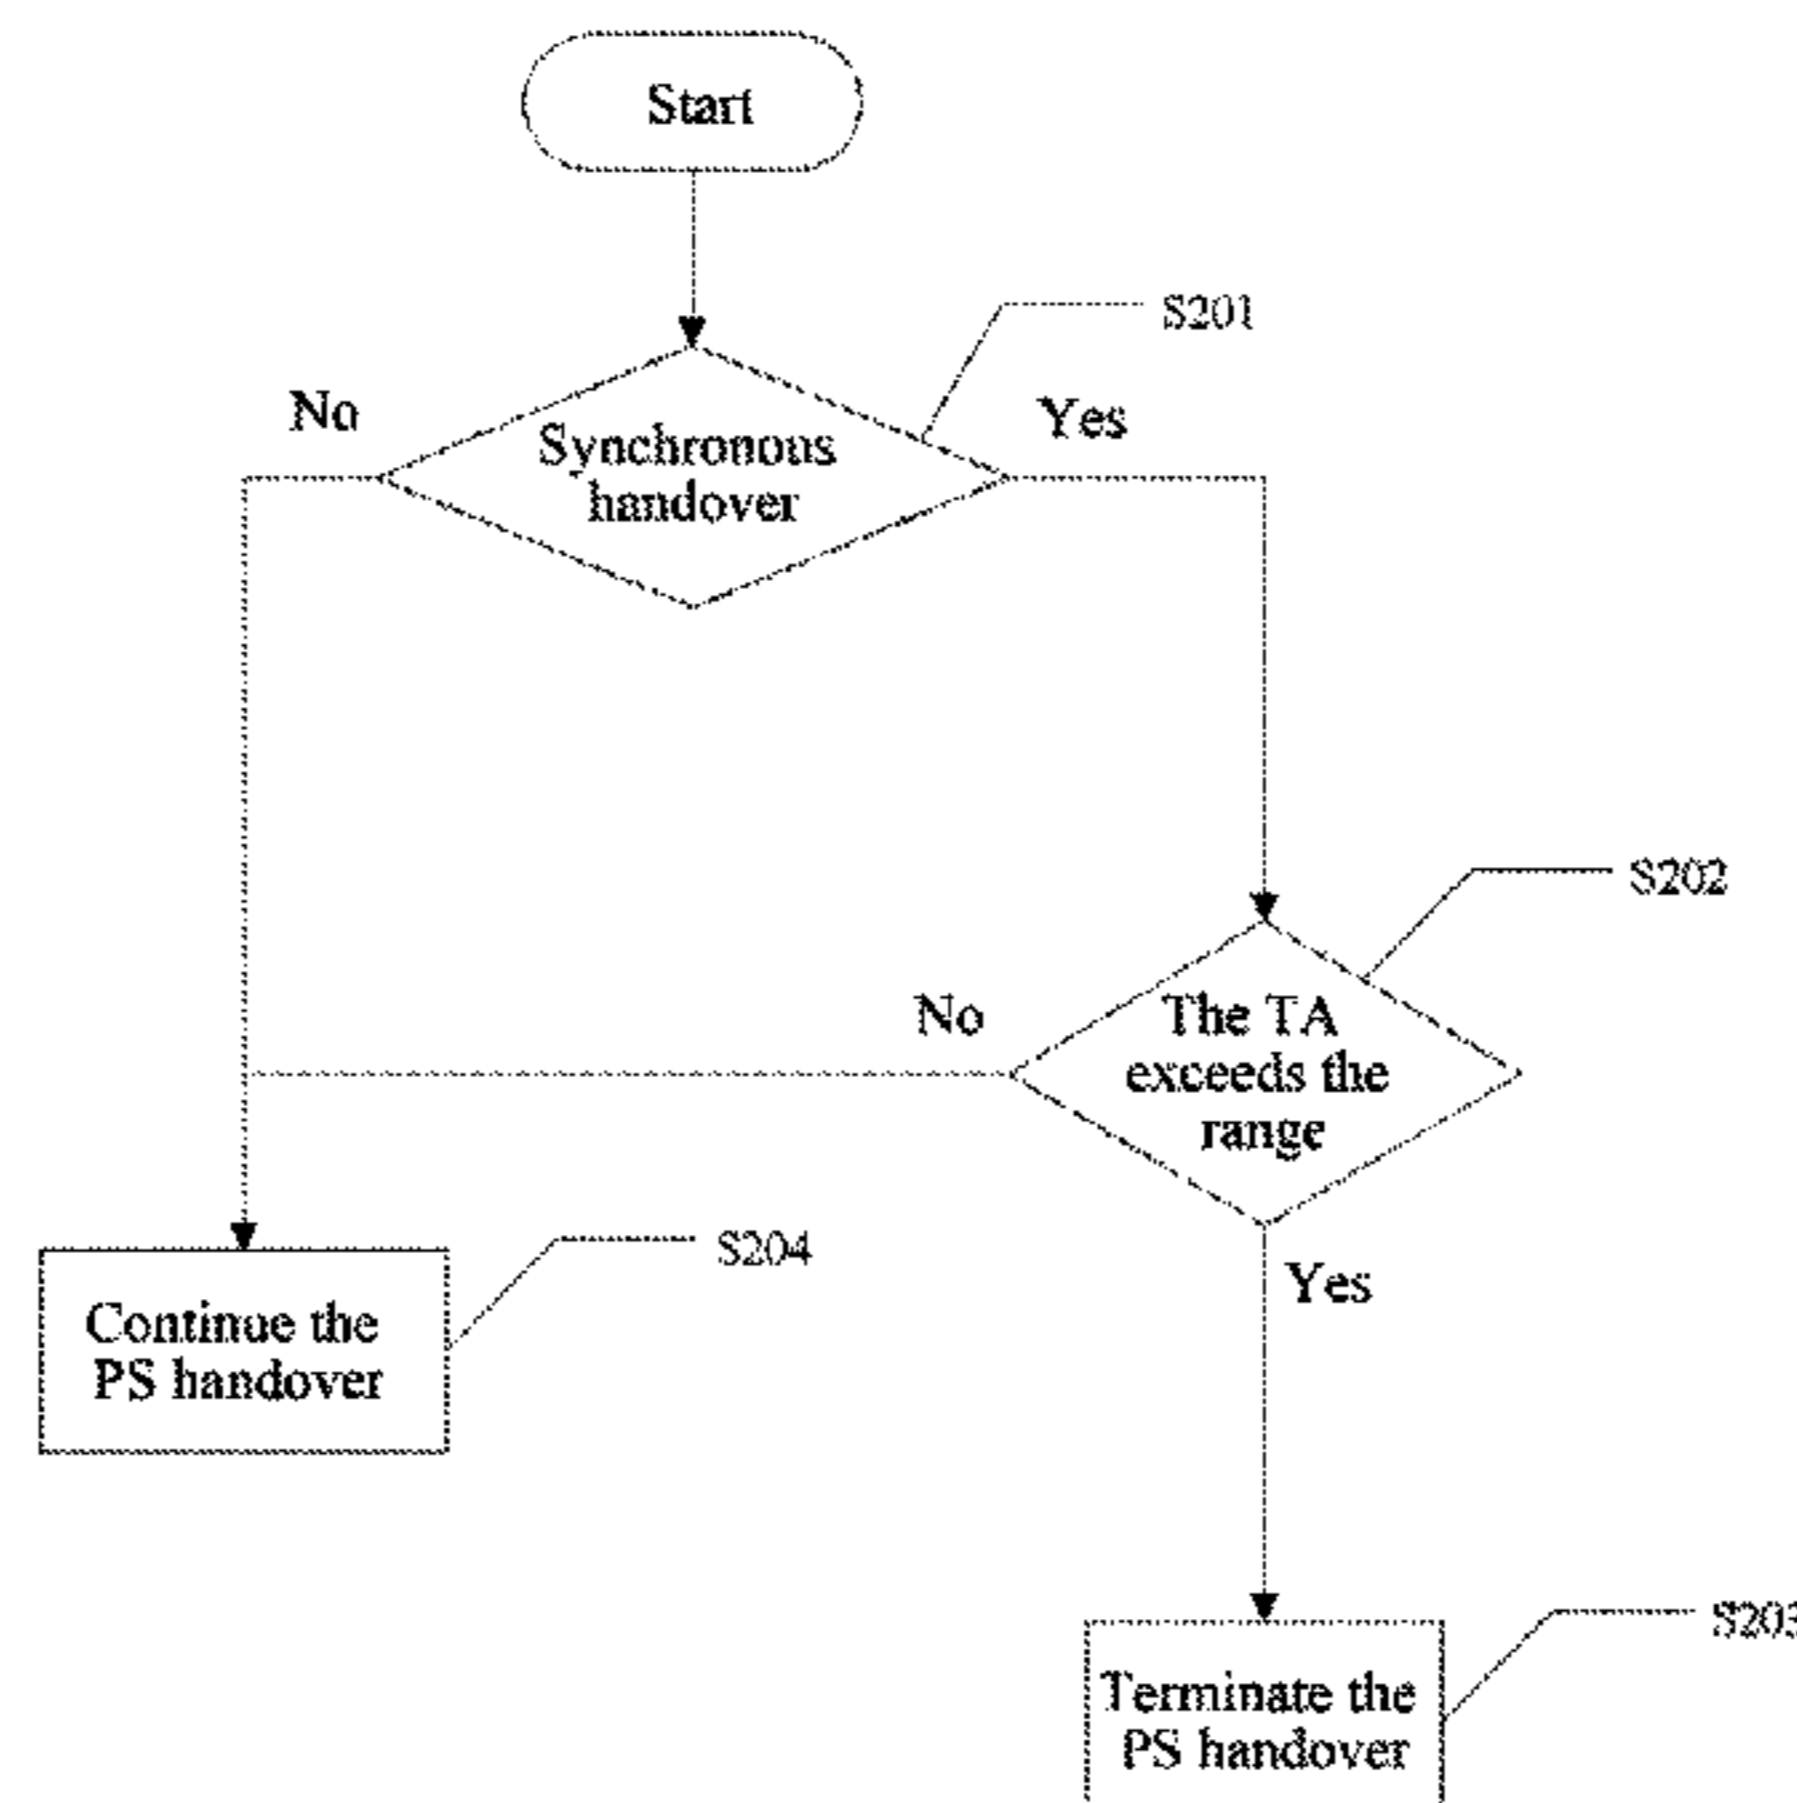 Start
S201
No
Yes
Synchronous
handover
S202
No
The TA
exceeds the
range
S204
Yes
Continue the
PS handover
S203
Terminate the
PS handover